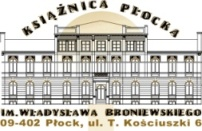 KSIĄŻNICA PŁOCKA
IM.WŁADYSŁAWA BRONIEWSKIEGO
09-402 Płock, ul. T. Kościuszki 6